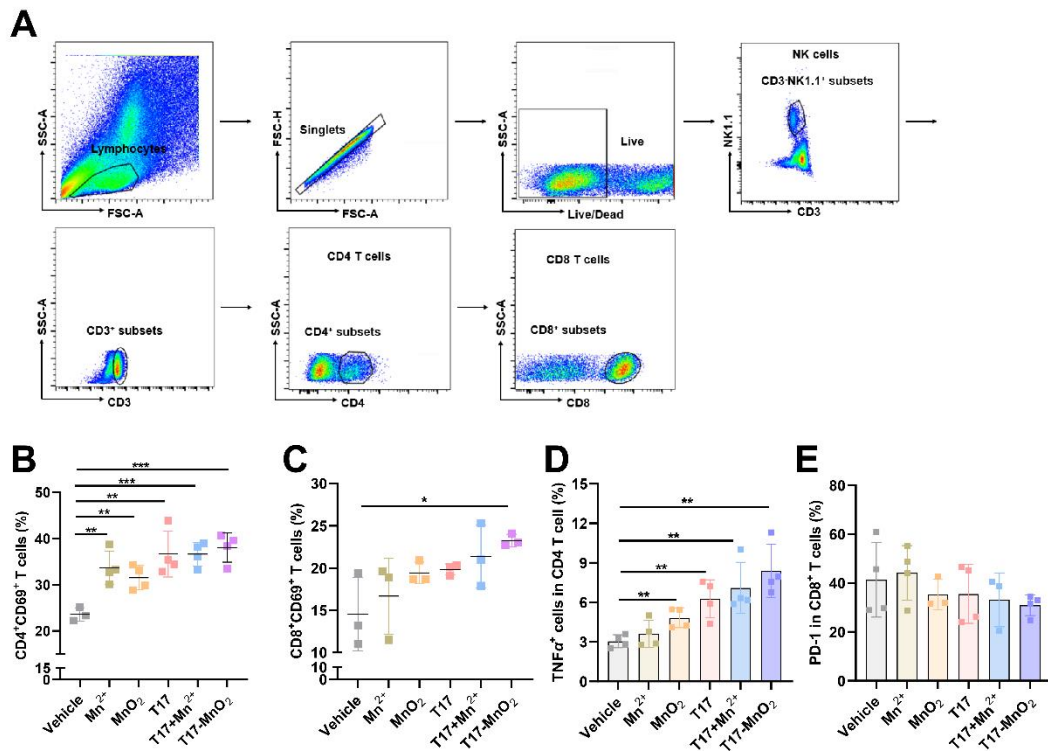 A
SSC-A
Lymphocytes
FSC-A
FSC-H
Singlets
FSC-A
SSC-A
Live
Live/Dead
NK cells
CD3⁻NK1.1⁺ subsets
NK1.1
CD3
SSC-A
CD3⁺ subsets
CD3
CD4 T cells
SSC-A
CD4⁺ subsets
CD4
CD8 T cells
SSC-A
CD8⁺ subsets
CD8
B
CD4⁺CD69⁺ T cells (%)
50
40
30
20
15
0
***
***
**
**
**
Vehicle
Mn²⁺
MnO₂
T17
T17+Mn²⁺
T17-MnO₂
C
CD8⁺CD69⁺ T cells (%)
30
25
20
15
10
10
0
*
Vehicle
Mn²⁺
MnO₂
T17
T17+Mn²⁺
T17-MnO₂
D
TNFα⁺ cells in CD4 T cell (%)
15
12
9
6
3
0
**
**
**
**
Vehicle
Mn²⁺
MnO₂
T17
T17+Mn²⁺
T17-MnO₂
E
PD-1 in CD8⁺ T cells (%)
80
60
40
20
0
Vehicle
Mn²⁺
MnO₂
T17
T17+Mn²⁺
T17-MnO₂